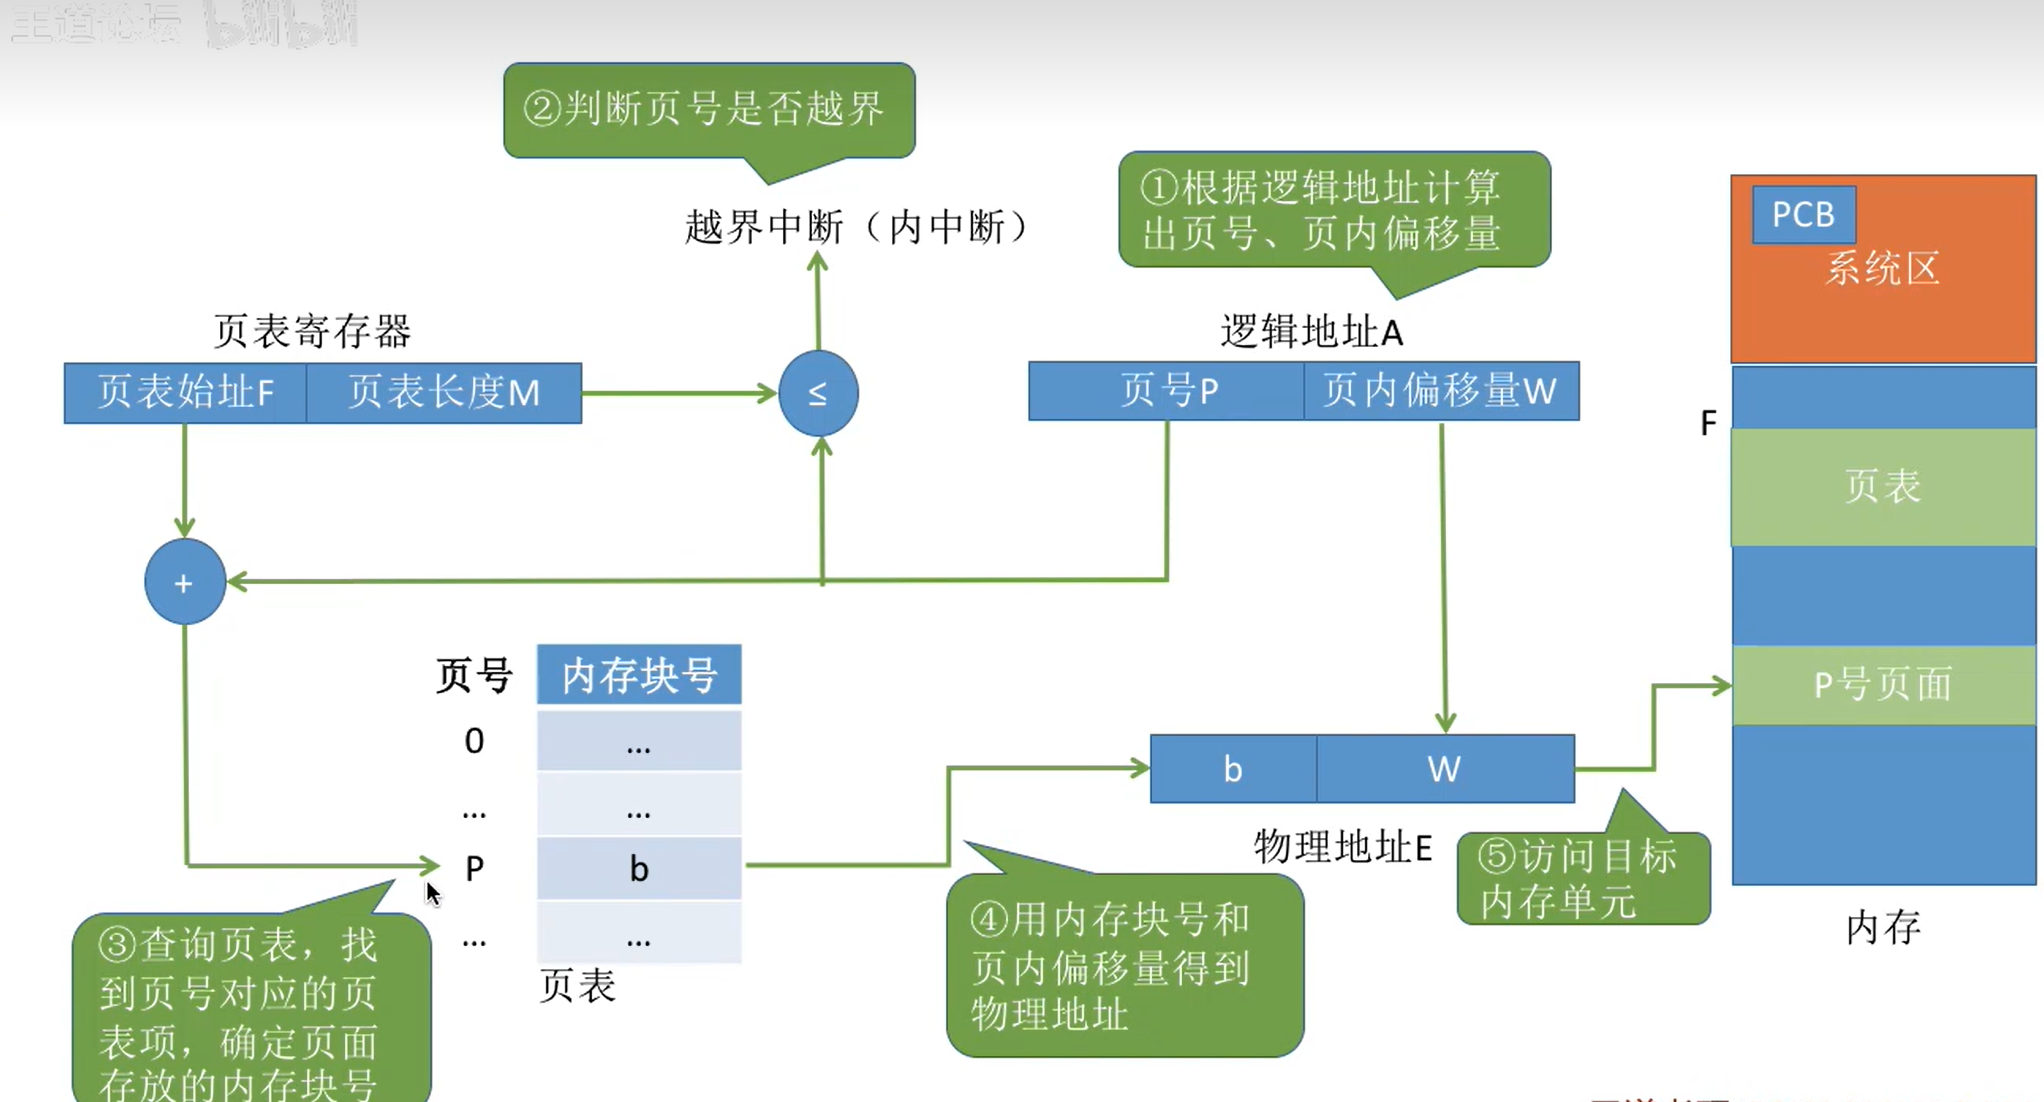 王道论坛 bilibili
②判断页号是否越界
①根据逻辑地址计算
出页号、页内偏移量
越界中断（内中断）
PCB
系统区
页表寄存器
逻辑地址A
页表始址F
页表长度M
≤
页号P
页内偏移量W
F
页表
+
页号
内存块号
P号页面
0
…
…
…
b
W
P
b
物理地址E
⑤访问目标
内存单元
…
…
③查询页表，找
到页号对应的页
表项，确定页面
存放的内存块号
页表
④用内存块号和
页内偏移量得到
物理地址
内存